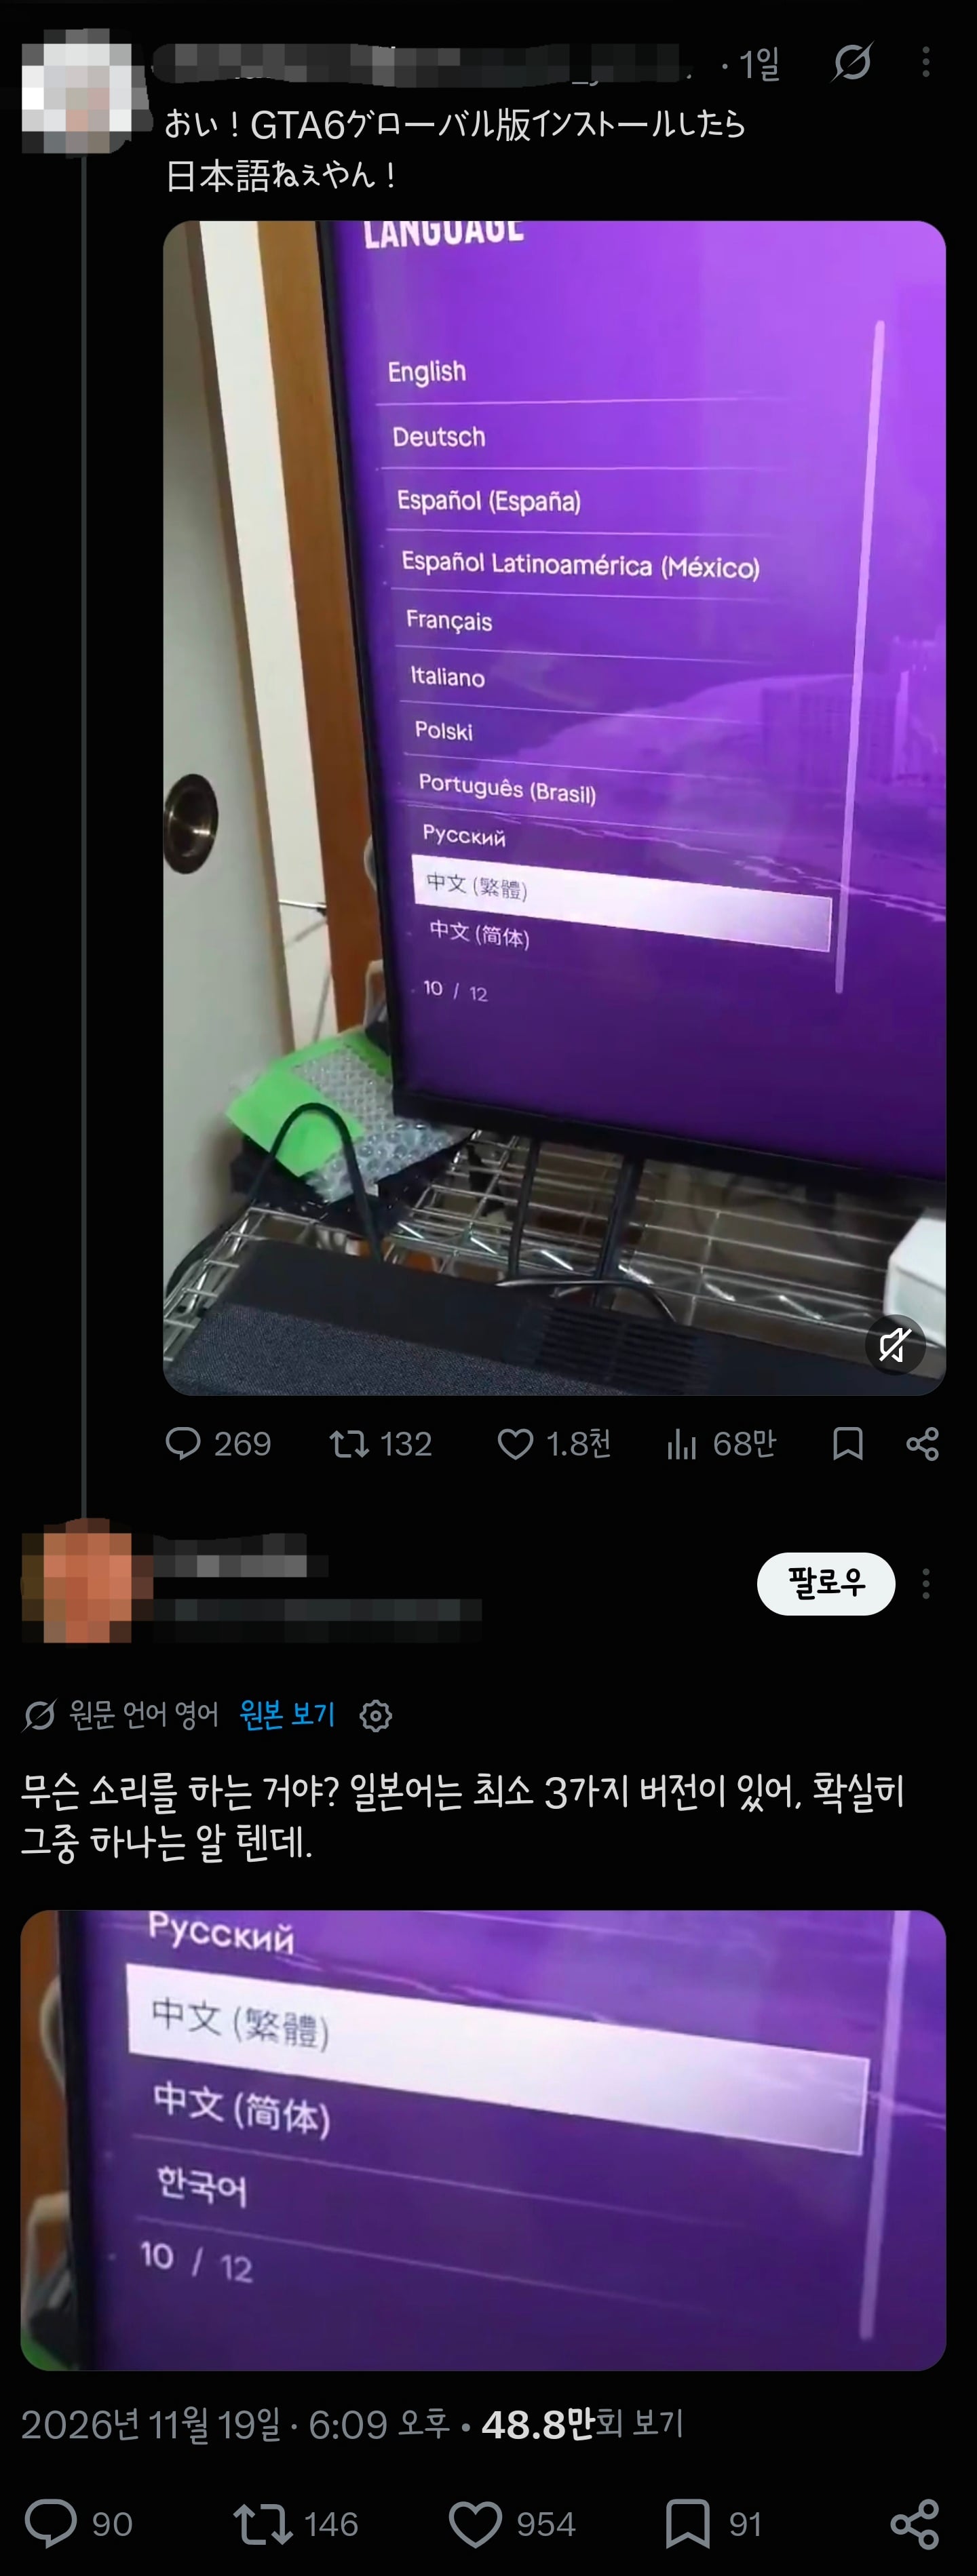 · 1일
おい！GTA6グローバル版インストールしたら
日本語ねぇやん！
LANGUAGE
English
Deutsch
Español (España)
Español Latinoamérica (México)
Français
Italiano
Polski
Português (Brasil)
Русский
中文 (繁體)
中文 (简体)
10 / 12
269 132 1.8천 68만
팔로우
원문 언어 영어 원본 보기
무슨 소리를 하는 거야? 일본어는 최소 3가지 버전이 있어, 확실히
그중 하나는 알 텐데.
Русский
中文 (繁體)
中文 (简体)
한국어
10 / 12
2026년 11월 19일 · 6:09 오후 • 48.8만회 보기
90 146 954 91